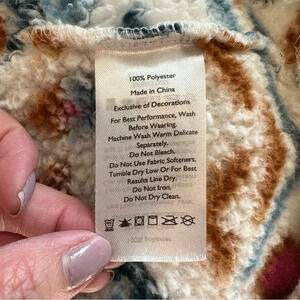 100% Polyester
Made in China
Exclusive of Decorations
For Best Performance, Wash
Before Wearing.
Machine Wash Warm Delicate
Separately.
Do Not Bleach.
Do Not Use Fabric Softeners.
Tumble Dry Low Or For Best
Results Line Dry.
Do Not Iron.
Do Not Dry Clean.